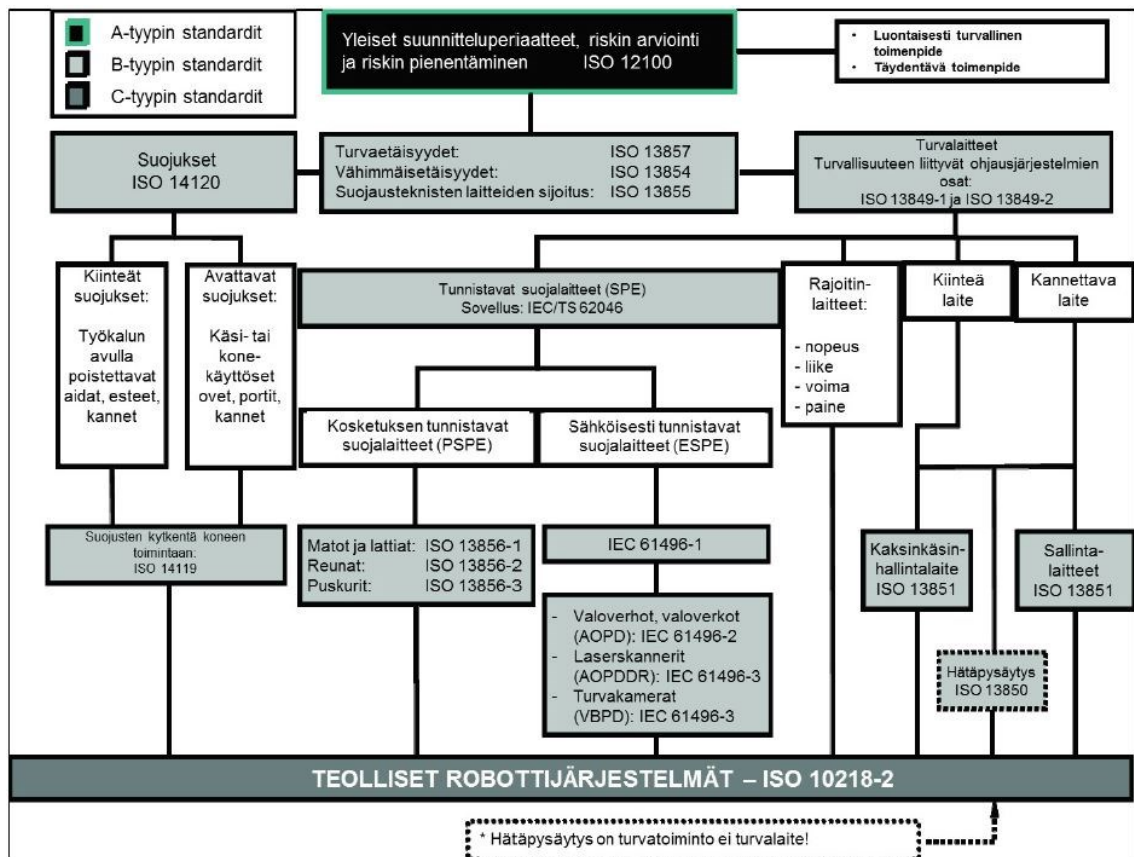 A-tyypin standardit
B-tyypin standardit
C-tyypin standardit
Yleiset suunnitteluperiaatteet, riskin arviointi
ja riskin pienentäminen ISO 12100
• Luontaisesti turvallinen
toimenpide
• Täydentävä toimenpide
Suojukset
ISO 14120
Turvaetäisyydet: ISO 13857
Vähimmäisetäisyydet: ISO 13854
Suojausteknisten laitteiden sijoitus: ISO 13855
Turvalaitteet
Turvallisuuteen liittyvät ohjausjärjestelmien
osat:
ISO 13849-1 ja ISO 13849-2
Kiinteät
suojukset:
Työkalun
avulla
poistettavat
aidat, esteet,
kannet
Avattavat
suojukset:
Käsi- tai
kone-
käyttöset
ovet, portit,
kannet
Tunnistavat suojalaitteet (SPE)
Sovellus: IEC/TS 62046
Rajoitin-
laitteet:
- nopeus
- liike
- voima
- paine
Kiinteä
laite
Kannettava
laite
Kosketuksen tunnistavat
suojalaitteet (PSPE)
Sähköisesti tunnistavat
suojalaitteet (ESPE)
Suojusten kytkentä koneen
toimintaan:
ISO 14119
Matot ja lattiat: ISO 13856-1
Reunat: ISO 13856-2
Puskurit: ISO 13856-3
IEC 61496-1
- Valoverhot, valoverkot
(AOPD): IEC 61496-2
- Laserskannerit
(AOPDDR): IEC 61496-3
- Turvakamerat
(VBPD): IEC 61496-3
Kaksinkäsin-
hallintalaite
ISO 13851
Sallinta-
laitteet
ISO 13851
Hätäpysäytys
ISO 13850
TEOLLISET ROBOTTIJÄRJESTELMÄT – ISO 10218-2
* Hätäpysäytys on turvatoiminto ei turvalaite!